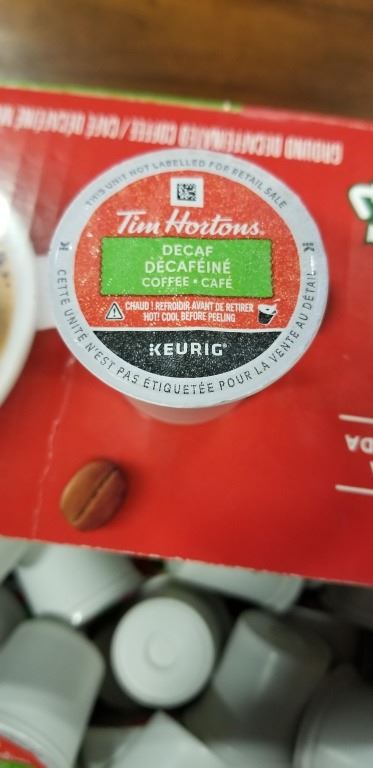 GROUND DECAFFEINATED COFFEE / CAFÉ DÉCAFÉINÉ
THIS UNIT NOT LABELLED FOR RETAIL SALE
Tim Hortons
DECAF
DÉCAFÉINÉ
COFFEE • CAFÉ
CHAUD ! REFROIDIR AVANT DE RETIRER
HOT! COOL BEFORE PEELING
KEURIG®
CETTE UNITÉ N'EST PAS ÉTIQUETÉE POUR LA VENTE AU DÉTAIL